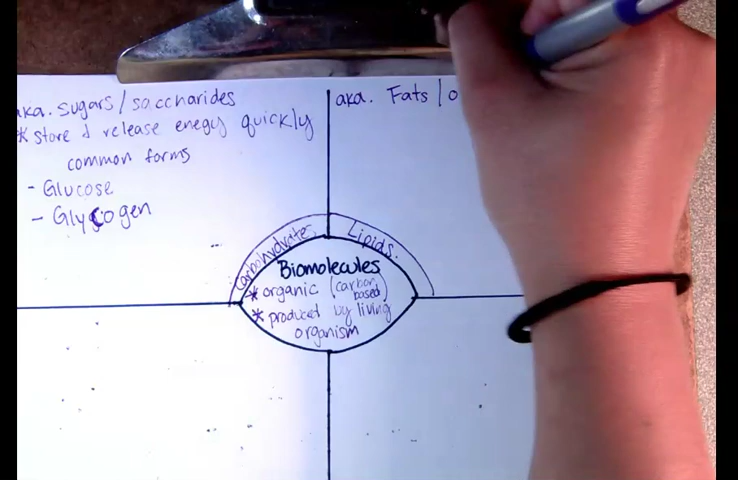 aka. sugars / saccharides
* store & release enegy quickly
common forms
- Glucose
- Glycogen
aka. Fats / o
Carbohydrates
Lipids.
Biomolecules
* organic (carbon based)
* produced by living
organism